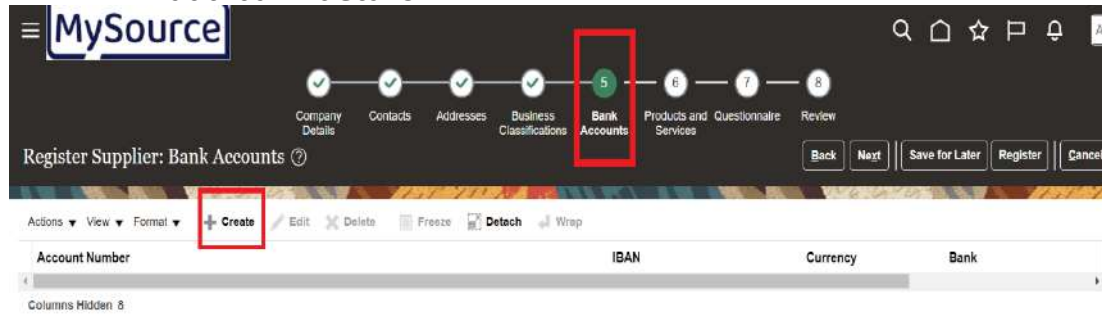 MySource
5 6 7 8
Company Details Contacts Addresses Business Classifications Bank Accounts Products and Services Questionnaire Review
Register Supplier: Bank Accounts ?
Back Next Save for Later Register Cancel
Actions View Format Create Edit Delete Freeze Detach Wrap
Account Number IBAN Currency Bank
Columns Hidden 8